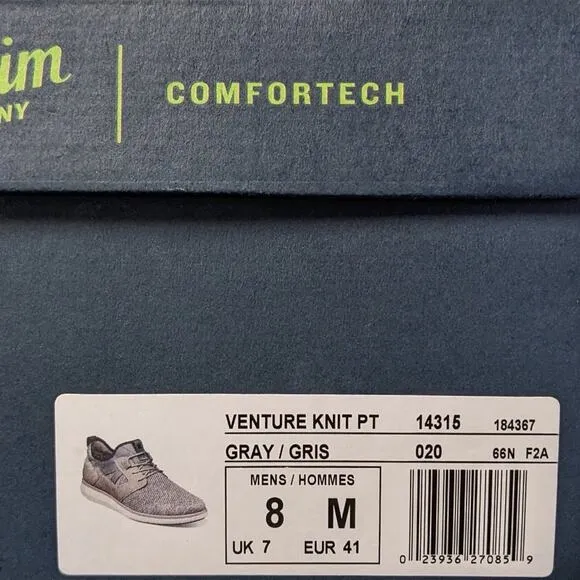 COMFORTECH
VENTURE KNIT PT 14315 184367
GRAY / GRIS 020 66N F2A
MENS / HOMMES
8 M
UK 7 EUR 41
0 23936 27085 9